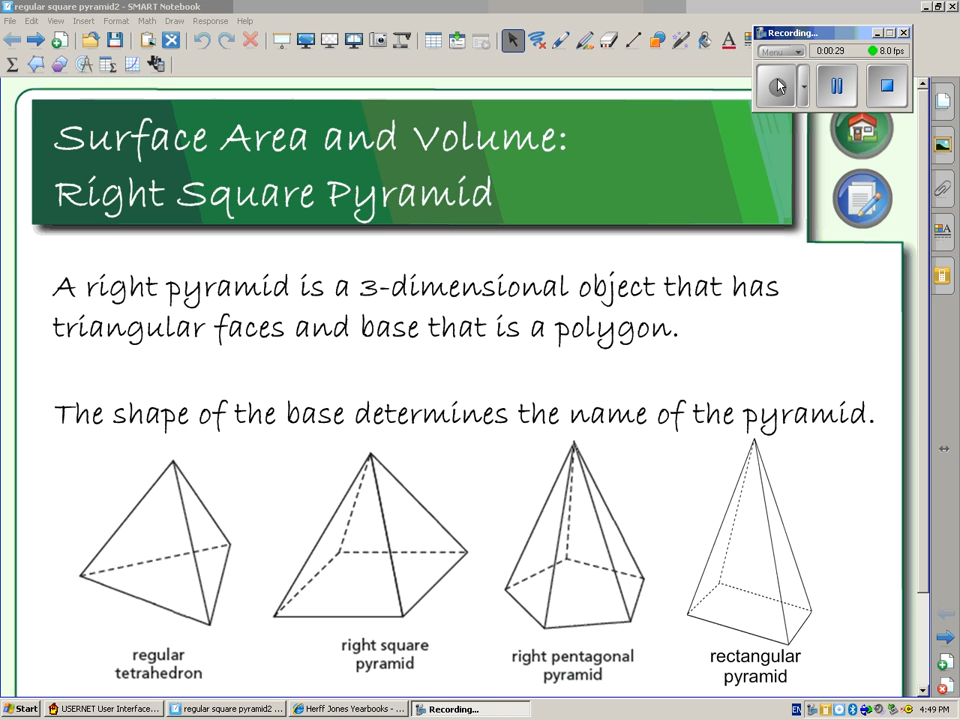 regular square pyramid2 - SMART Notebook
File Edit View Insert Format Math Draw Response Help
Recording...
Menu
0:00:29
8.0 fps
Surface Area and Volume:
Right Square Pyramid
A right pyramid is a 3-dimensional object that has
triangular faces and base that is a polygon.
The shape of the base determines the name of the pyramid.
regular
tetrahedron
right square
pyramid
right pentagonal
pyramid
rectangular
pyramid
Start
USERNET User Interface...
regular square pyramid2 ...
Herff Jones Yearbooks - ...
Recording...
EN
4:49 PM